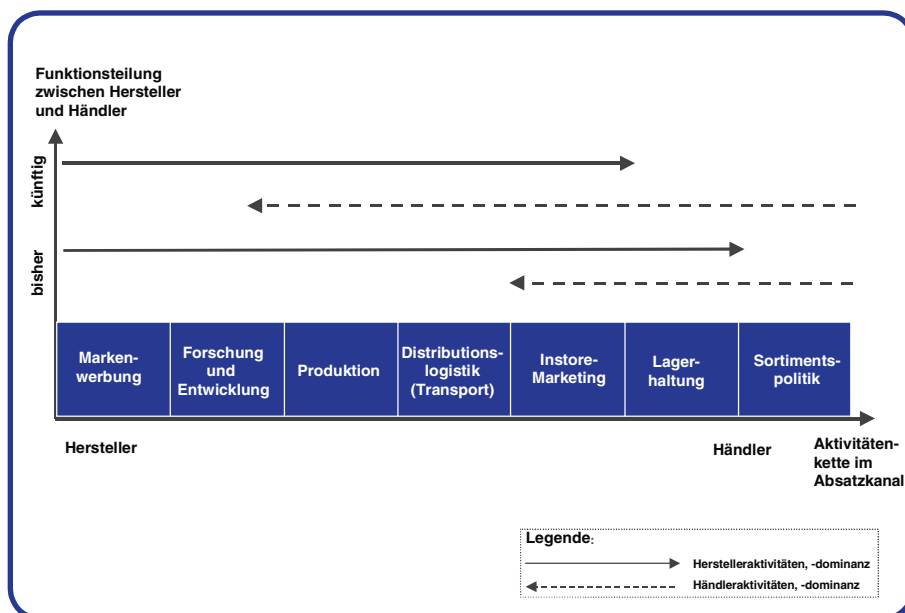 Funktionsteilung
zwischen Hersteller
und Händler
künftig
bisher
Marken-
werbung
Forschung
und
Entwicklung
Produktion
Distributions-
logistik
(Transport)
Instore-
Marketing
Lager-
haltung
Sortiments-
politik
Hersteller
Händler
Aktivitäten-
kette im
Absatzkanal
Legende:
Herstelleraktivitäten, -dominanz
Händleraktivitäten, -dominanz